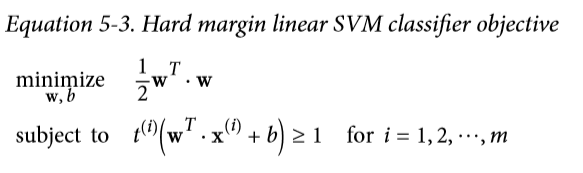 Equation 5-3. Hard margin linear SVM classifier objective
minimize 1/2 w^T · w
w, b
subject to t^(i)(w^T · x^(i) + b) ≥ 1 for i = 1, 2, ⋯, m